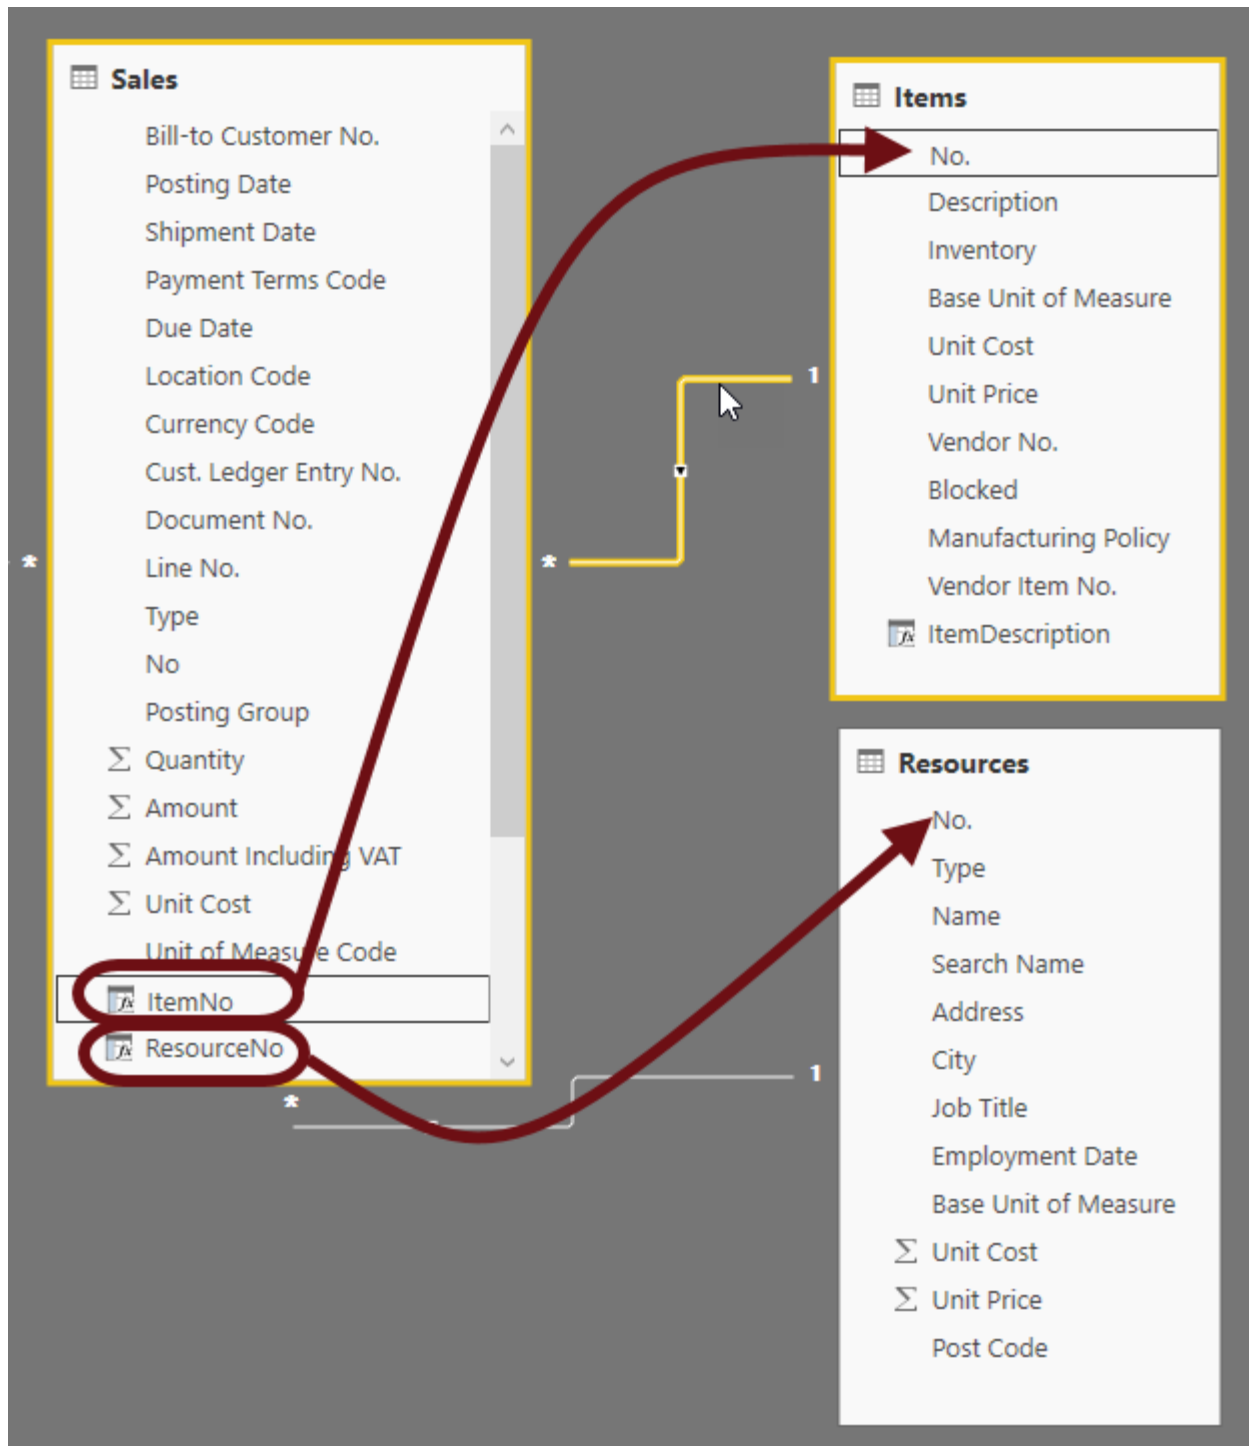 Sales
Bill-to Customer No.
Posting Date
Shipment Date
Payment Terms Code
Due Date
Location Code
Currency Code
Cust. Ledger Entry No.
Document No.
Line No.
Type
No
Posting Group
Σ Quantity
Σ Amount
Σ Amount Including VAT
Σ Unit Cost
Unit of Measure Code
fx ItemNo
fx ResourceNo
*
*
1
*
1
Items
No.
Description
Inventory
Base Unit of Measure
Unit Cost
Unit Price
Vendor No.
Blocked
Manufacturing Policy
Vendor Item No.
fx ItemDescription
Resources
No.
Type
Name
Search Name
Address
City
Job Title
Employment Date
Base Unit of Measure
Σ Unit Cost
Σ Unit Price
Post Code